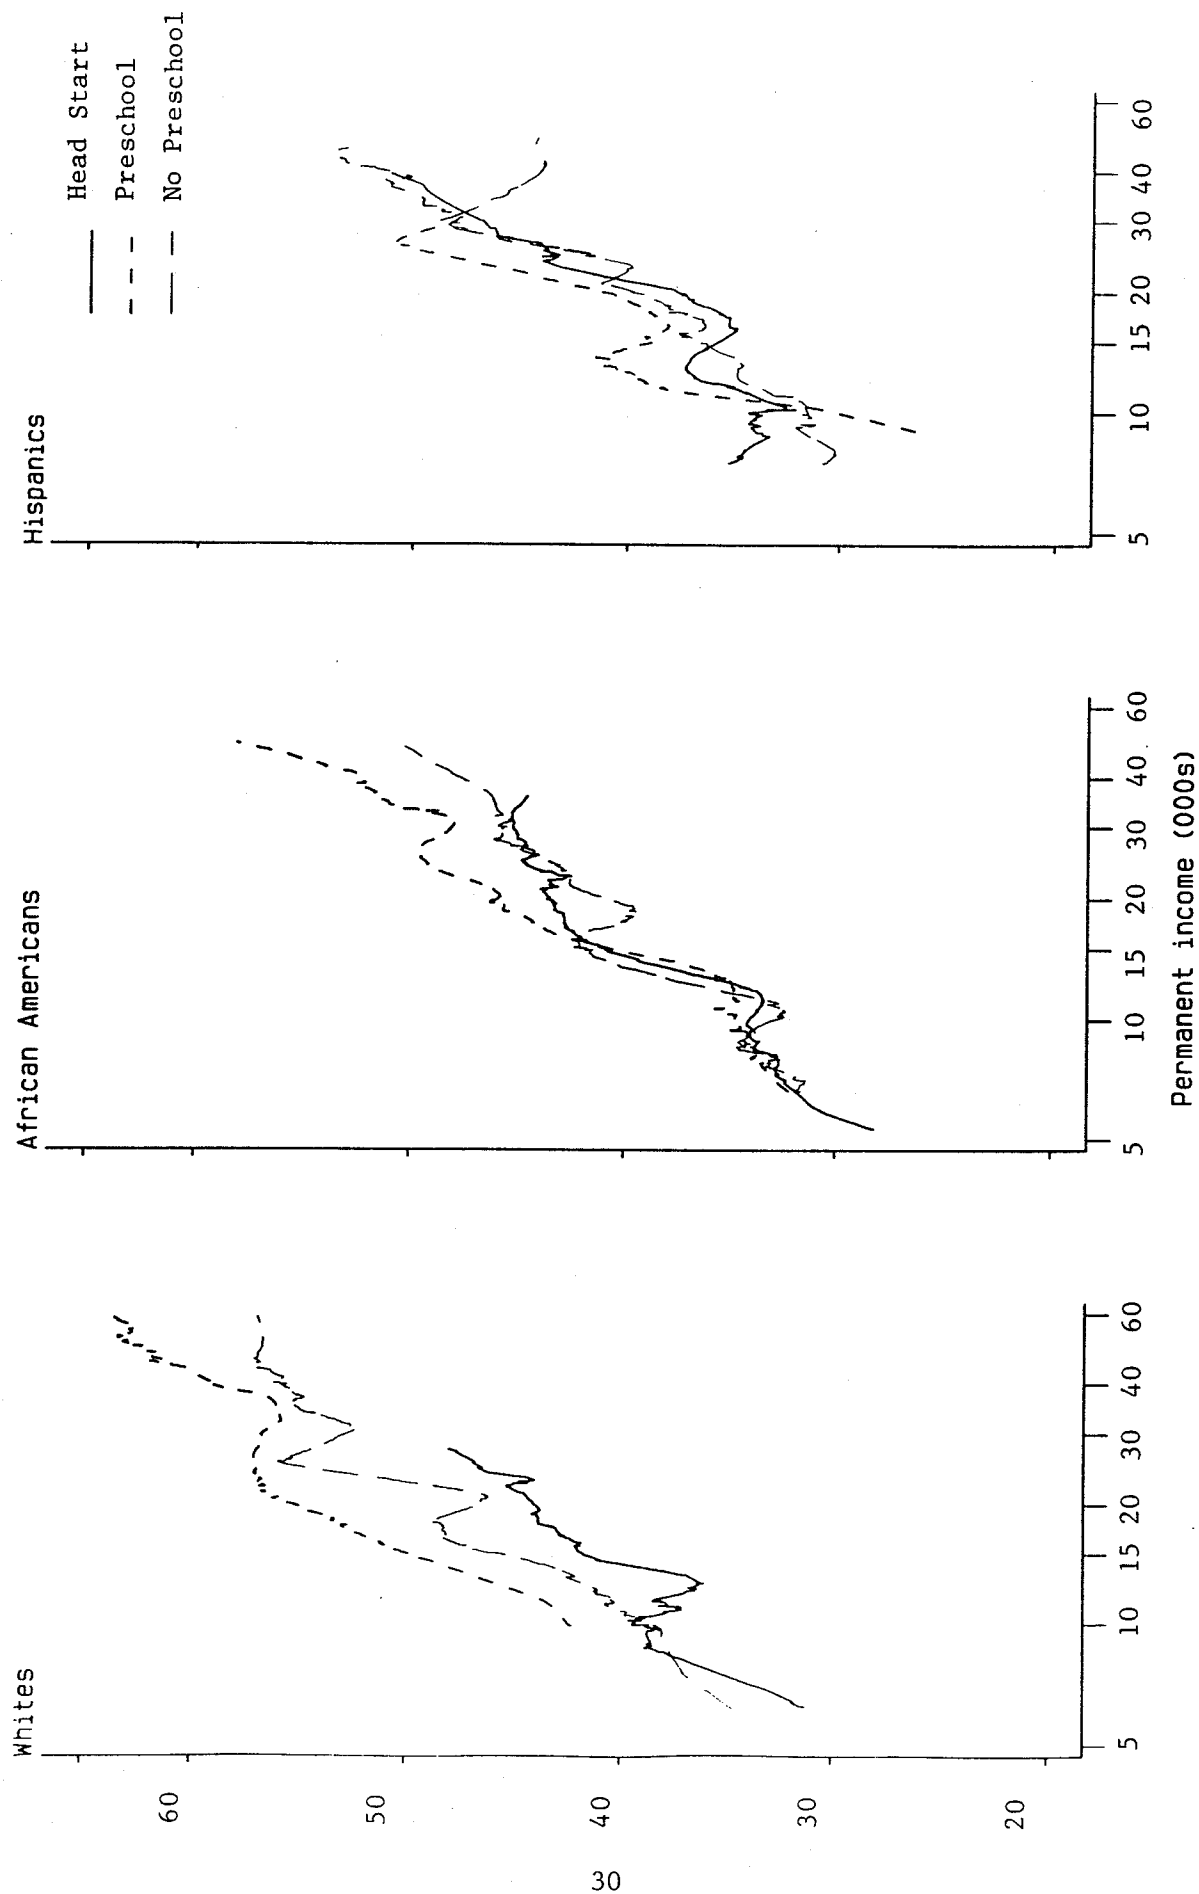 Whites
60
50
40
30
20
5 10 15 20 30 40 60
African Americans
5 10 15 20 30 40 60
Permanent income (000s)
Hispanics
Head Start
Preschool
No Preschool
5 10 15 20 30 40 60
30